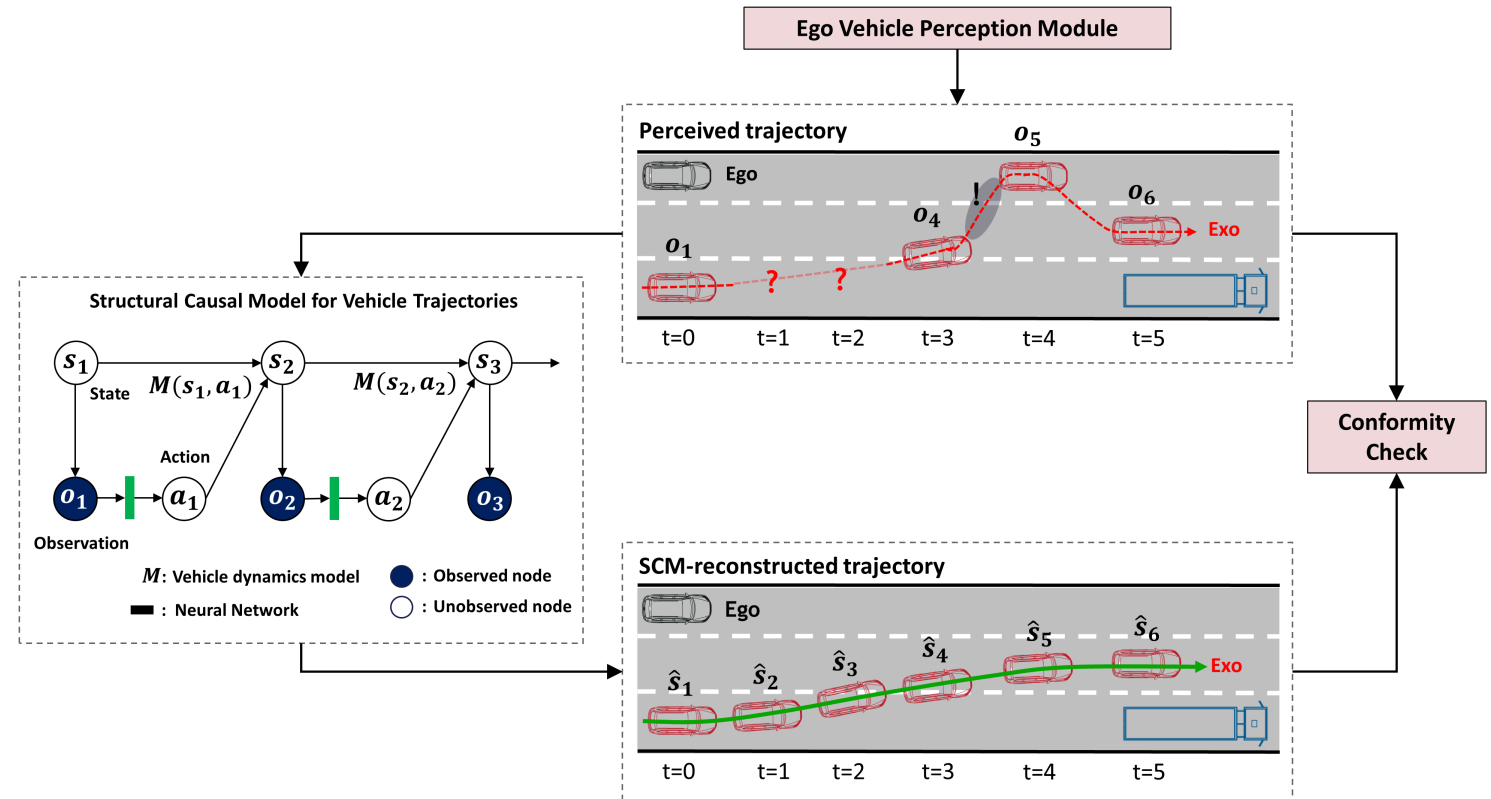 Ego Vehicle Perception Module
Perceived trajectory
o₅
Ego
!
o₆
o₄
Exo
o₁
? ?
t=0 t=1 t=2 t=3 t=4 t=5
Structural Causal Model for Vehicle Trajectories
s₁ s₂ s₃
M(s₁, a₁) M(s₂, a₂)
State
Action
o₁ a₁ o₂ a₂ o₃
Observation
M: Vehicle dynamics model
: Observed node
: Neural Network
: Unobserved node
Conformity
Check
SCM-reconstructed trajectory
Ego
ŝ₁ ŝ₂ ŝ₃ ŝ₄ ŝ₅ ŝ₆
Exo
t=0 t=1 t=2 t=3 t=4 t=5